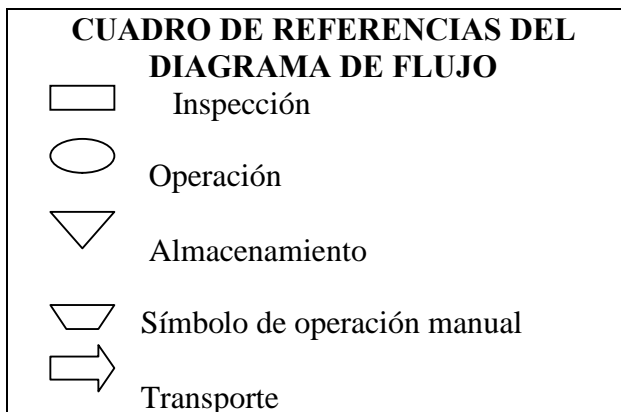 CUADRO DE REFERENCIAS DEL
DIAGRAMA DE FLUJO
Inspección
Operación
Almacenamiento
Símbolo de operación manual
Transporte